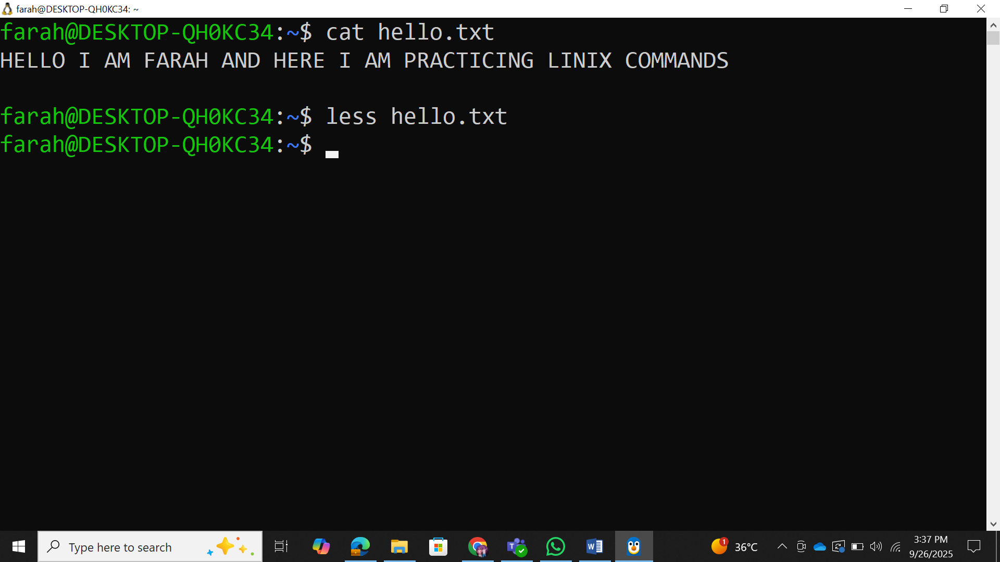 farah@DESKTOP-QH0KC34: ~
farah@DESKTOP-QH0KC34:~$ cat hello.txt
HELLO I AM FARAH AND HERE I AM PRACTICING LINIX COMMANDS
farah@DESKTOP-QH0KC34:~$ less hello.txt
farah@DESKTOP-QH0KC34:~$
Type here to search
1
36°C
3:37 PM
9/26/2025